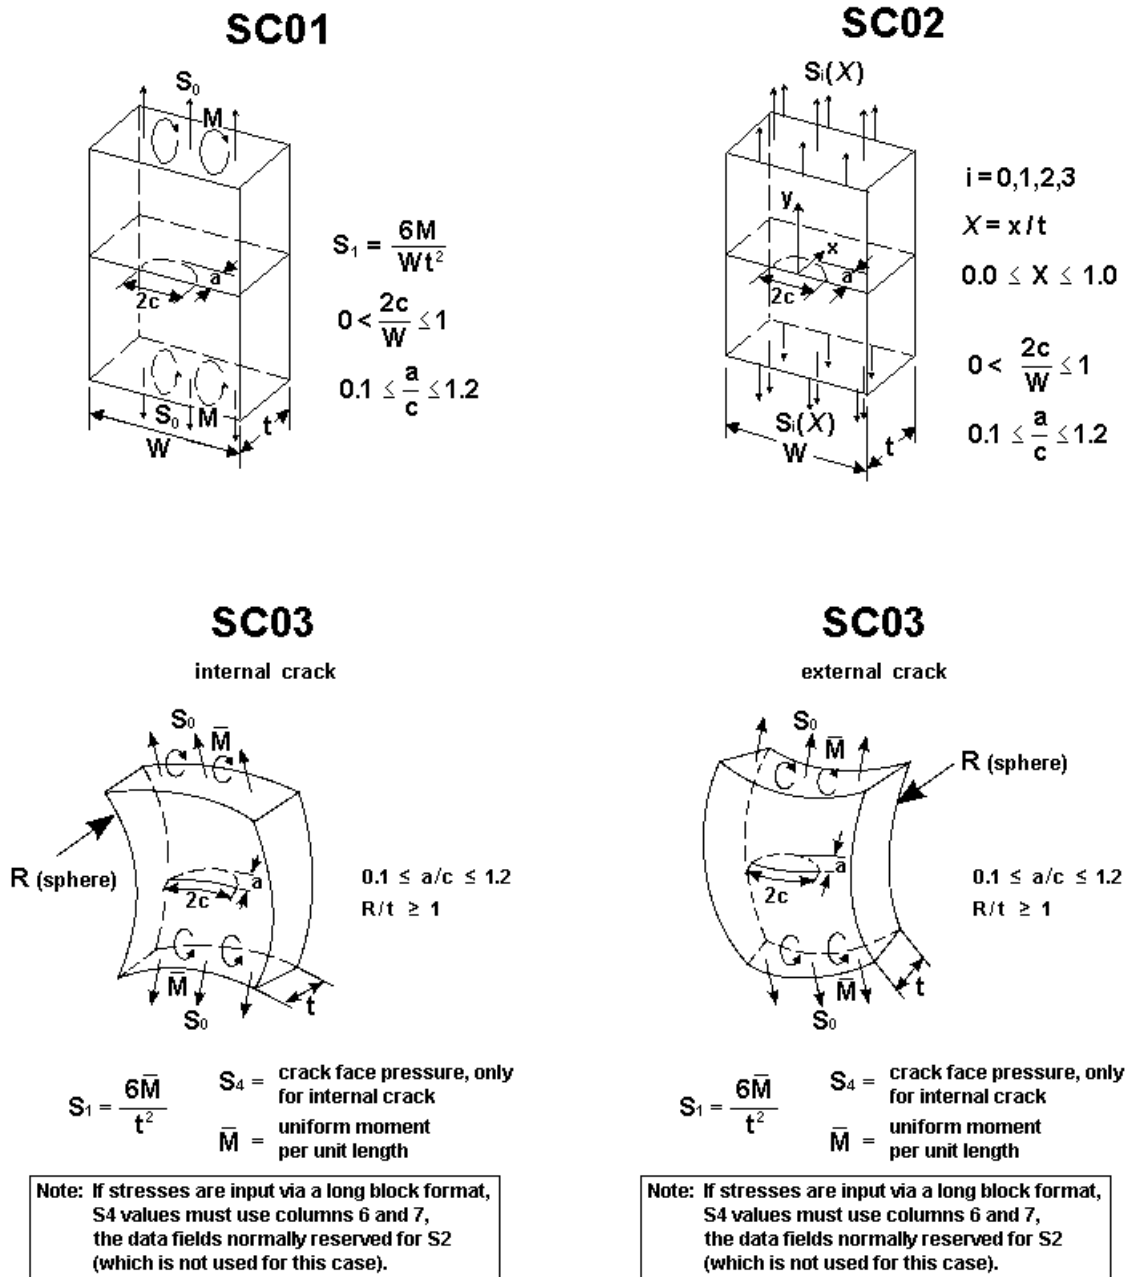 SC01
S₀
M
a
2c
S₀
M
W
t
S₁ = 6M / Wt²
0 < 2c / W ≤ 1
0.1 ≤ a / c ≤ 1.2
SC02
Sᵢ(X)
y
x
a
2c
Sᵢ(X)
W
t
i = 0,1,2,3
X = x / t
0.0 ≤ X ≤ 1.0
0 < 2c / W ≤ 1
0.1 ≤ a / c ≤ 1.2
SC03
internal crack
S₀
M̅
R (sphere)
a
2c
M̅
S₀
t
0.1 ≤ a/c ≤ 1.2
R/t ≥ 1
S₁ = 6M̅ / t²
S₄ = crack face pressure, only
for internal crack
M̅ = uniform moment
per unit length
Note: If stresses are input via a long block format,
S4 values must use columns 6 and 7,
the data fields normally reserved for S2
(which is not used for this case).
SC03
external crack
S₀
M̅
R (sphere)
a
2c
M̅
S₀
t
0.1 ≤ a/c ≤ 1.2
R/t ≥ 1
S₁ = 6M̅ / t²
S₄ = crack face pressure, only
for internal crack
M̅ = uniform moment
per unit length
Note: If stresses are input via a long block format,
S4 values must use columns 6 and 7,
the data fields normally reserved for S2
(which is not used for this case).